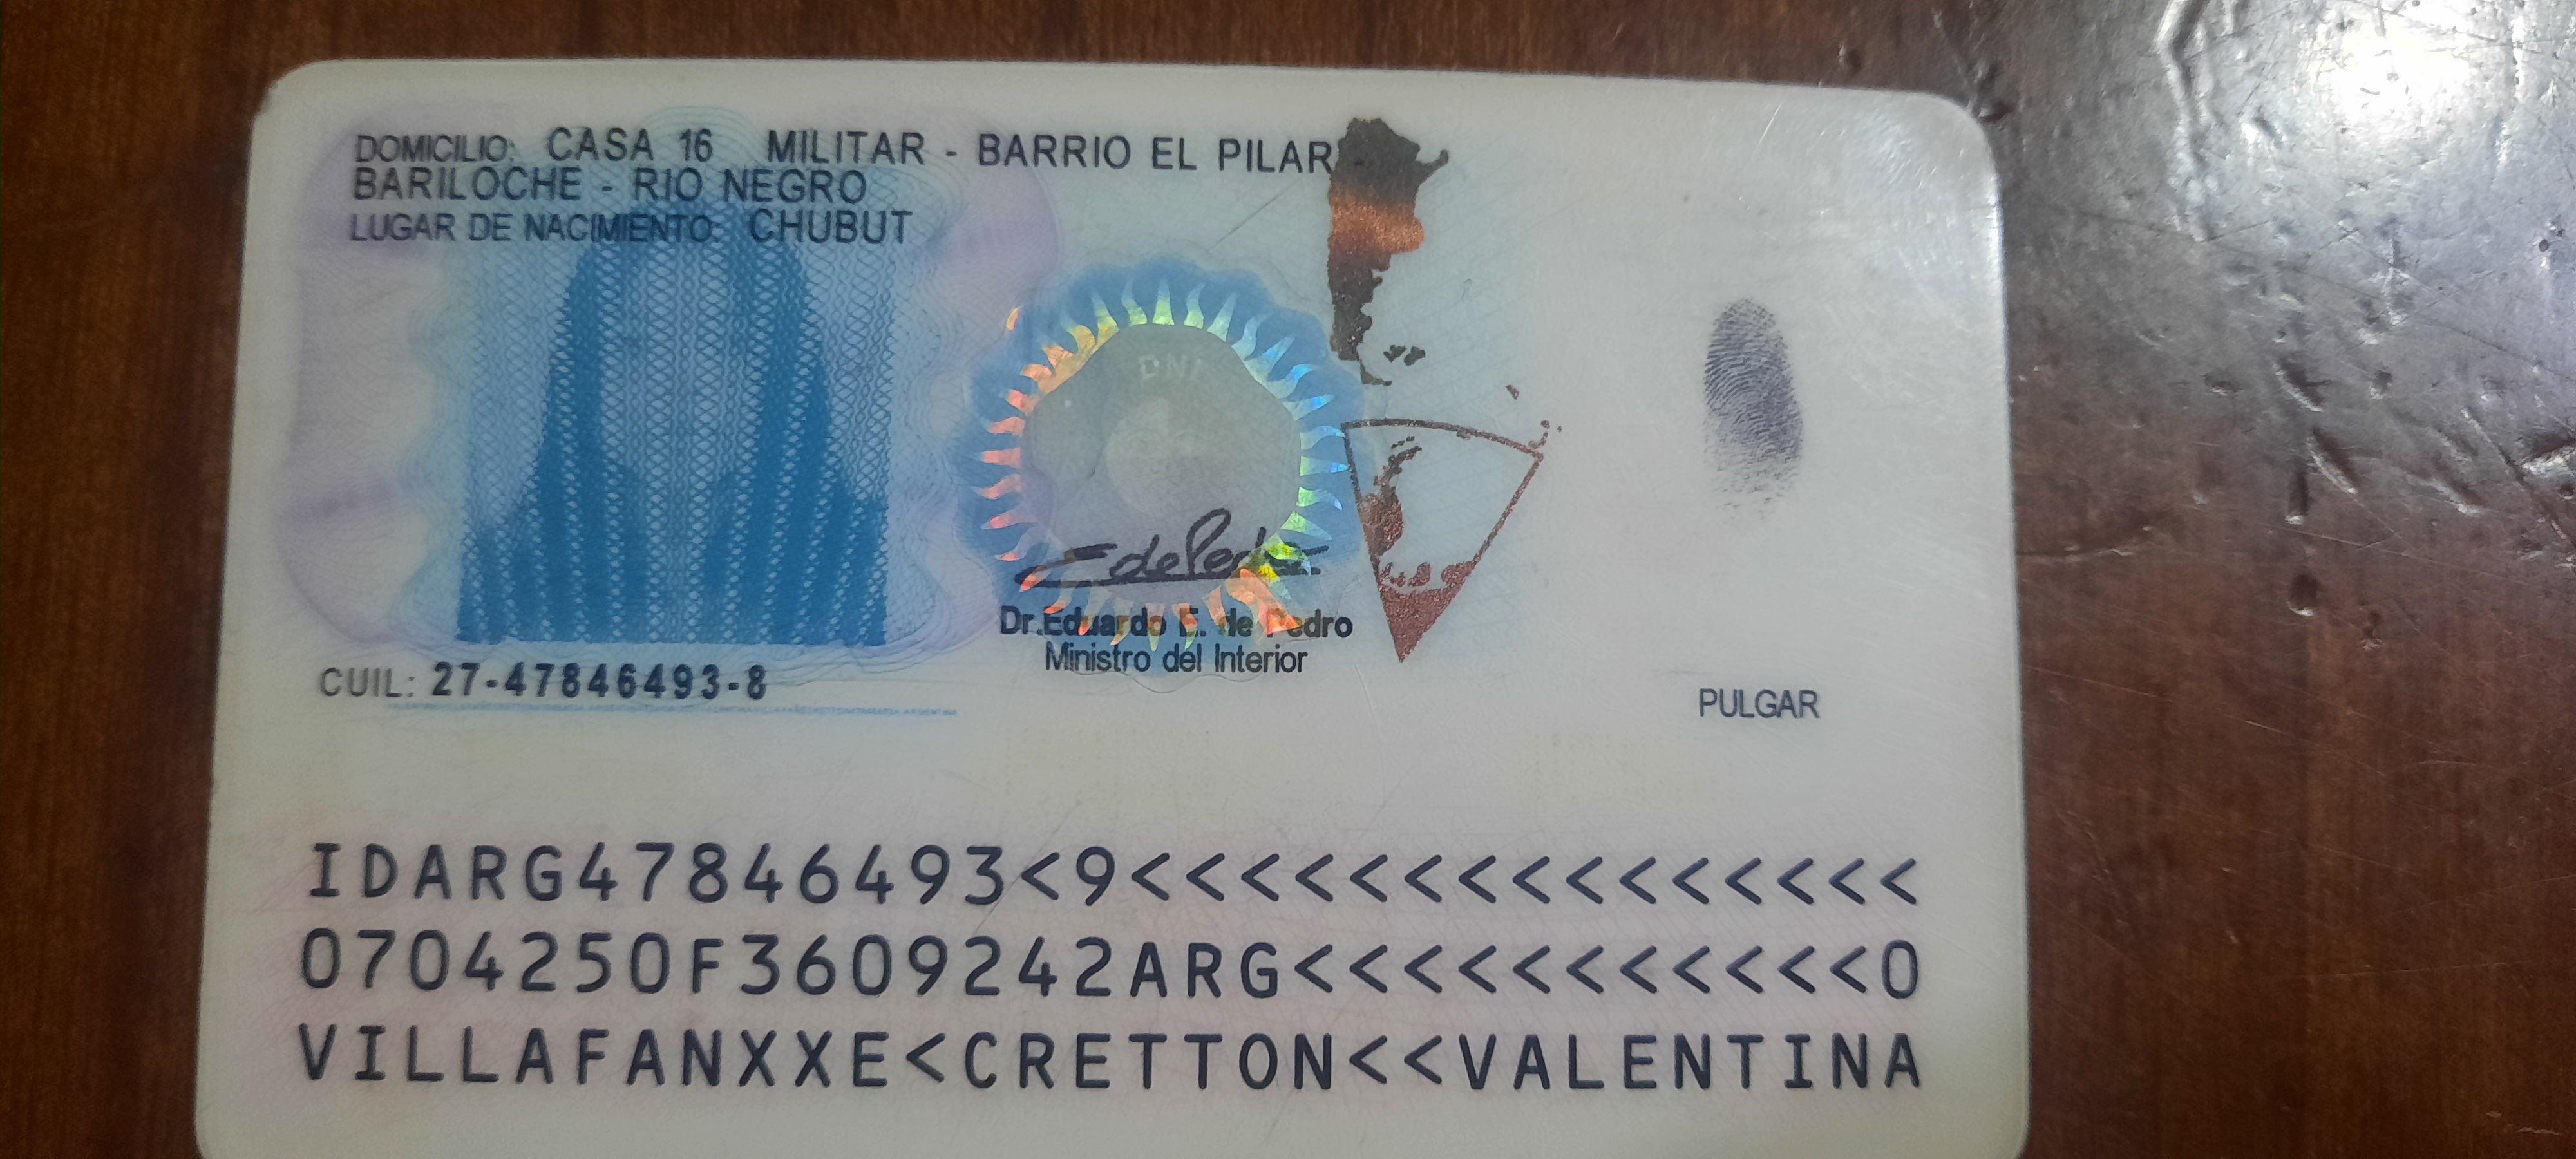 DOMICILIO: CASA 16 MILITAR - BARRIO EL PILAR -
BARILOCHE - RIO NEGRO
LUGAR DE NACIMIENTO: CHUBUT
DNI
Dr. Eduardo E. de Pedro
Ministro del Interior
CUIL: 27-47846493-8
PULGAR
IDARG47846493<9<<<<<<<<<<<<<<<
0704250F3609242ARG<<<<<<<<<<<0
VILLAFANXXE<CRETTON<<VALENTINA